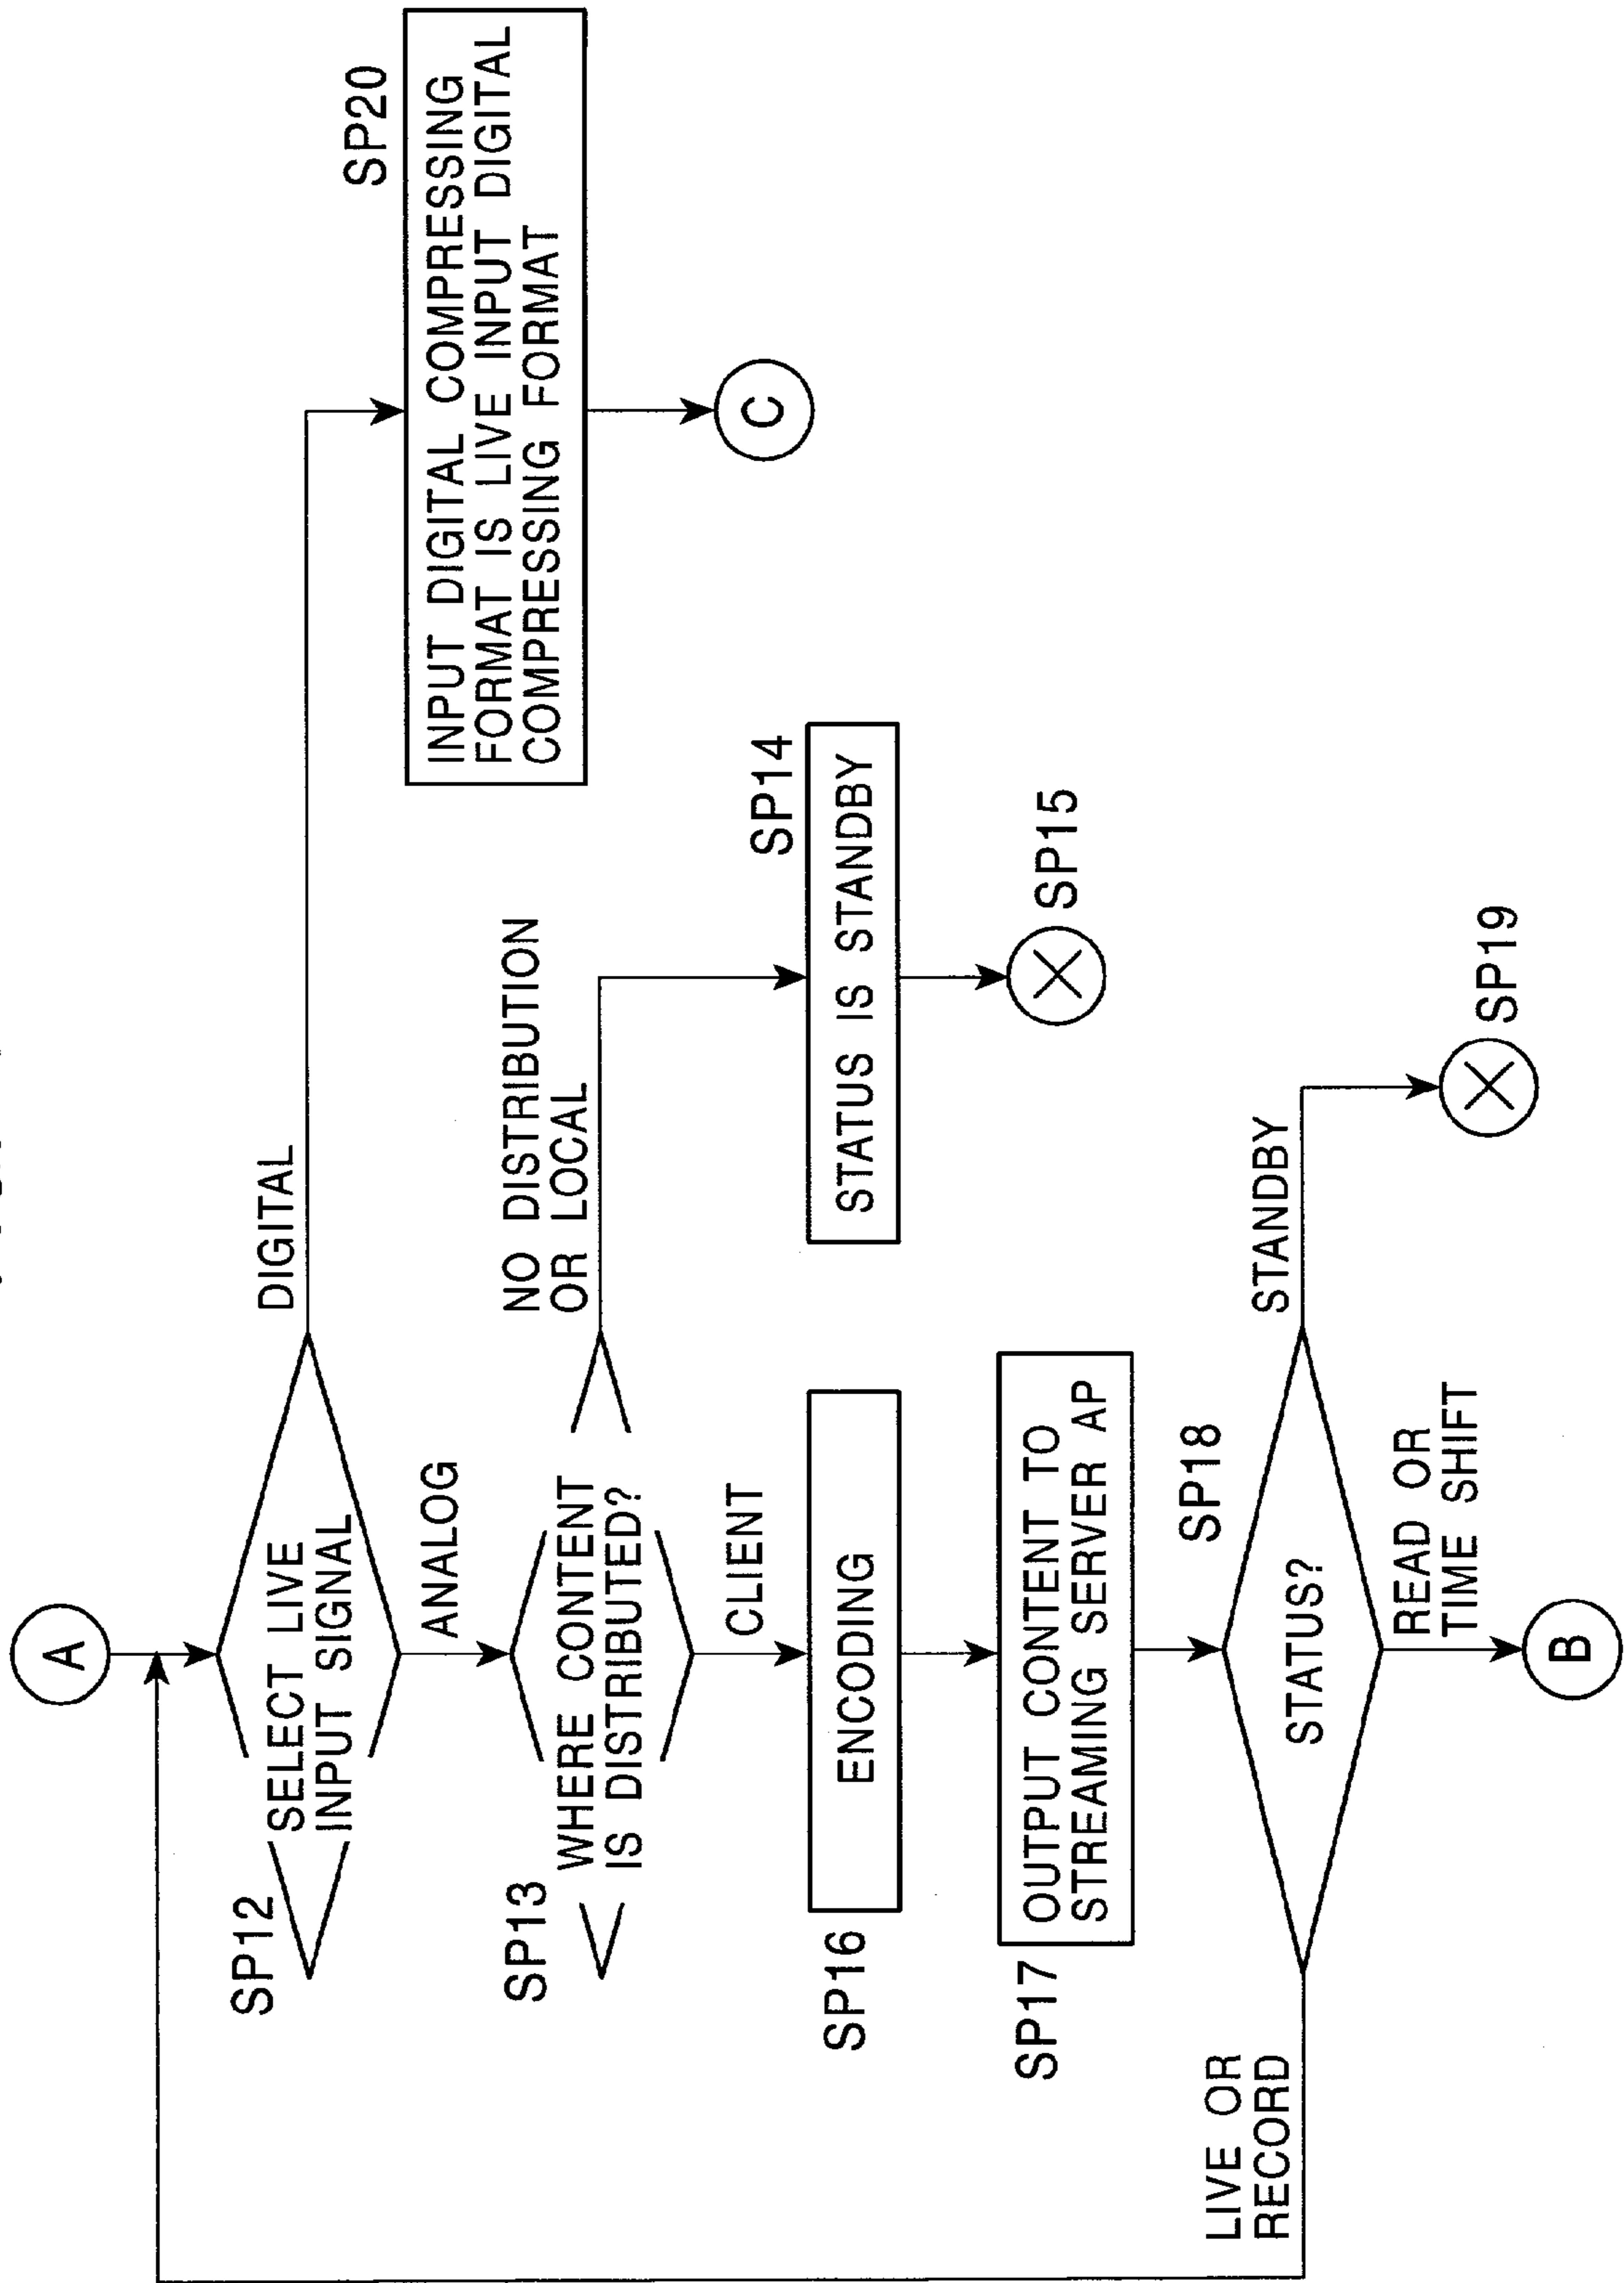 A
SP12
SELECT LIVE
INPUT SIGNAL
DIGITAL
ANALOG
SP20
INPUT DIGITAL COMPRESSING
FORMAT IS LIVE INPUT DIGITAL
COMPRESSING FORMAT
C
SP13
WHERE CONTENT
IS DISTRIBUTED?
NO DISTRIBUTION
OR LOCAL
CLIENT
SP14
STATUS IS STANDBY
SP15
SP16
ENCODING
SP17
OUTPUT CONTENT TO
STREAMING SERVER AP
SP18
STATUS?
LIVE OR
RECORD
STANDBY
SP19
READ OR
TIME SHIFT
B